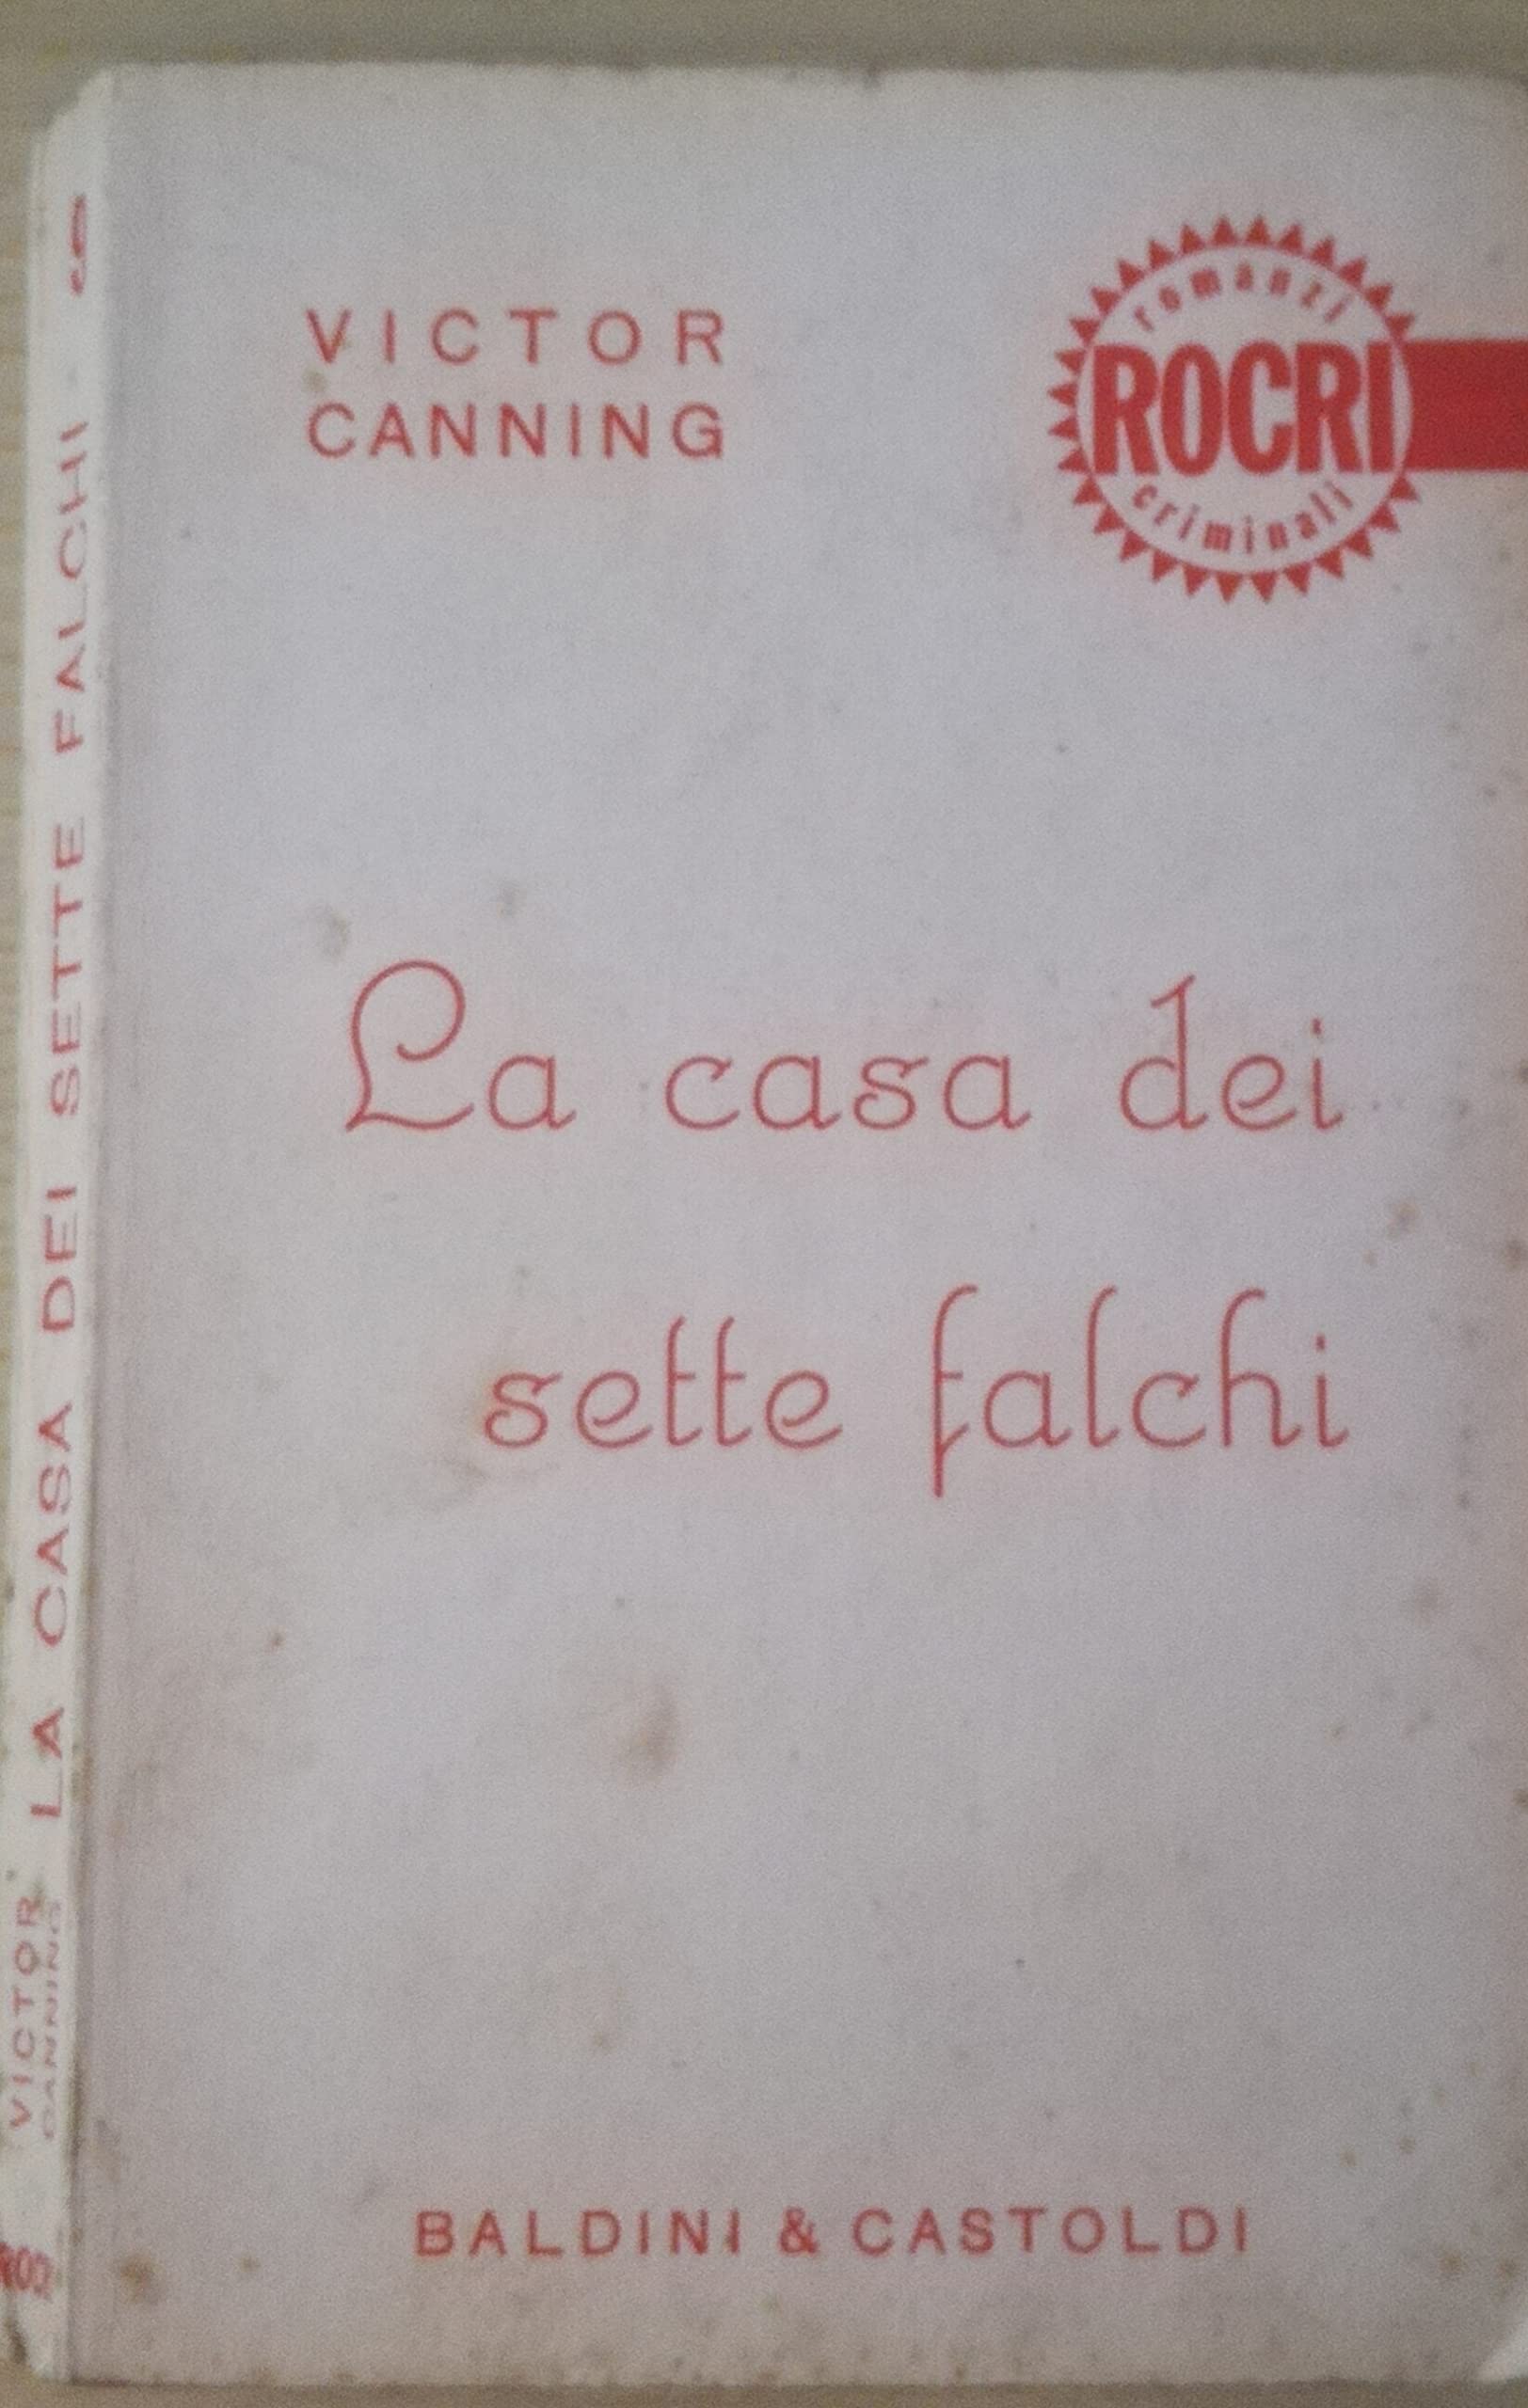 VICTOR
CANNING
romanzi
ROCRI
criminali
La casa dei
sette falchi
BALDINI & CASTOLDI
VICTOR
CANNING
LA CASA DEI SETTE FALCHI